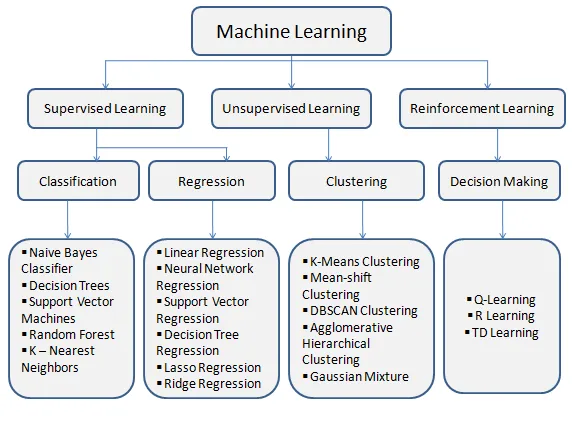 Machine Learning
Supervised Learning
Unsupervised Learning
Reinforcement Learning
Classification
Regression
Clustering
Decision Making
▪ Naive Bayes
Classifier
▪ Decision Trees
▪ Support Vector
Machines
▪ Random Forest
▪ K – Nearest
Neighbors
▪ Linear Regression
▪ Neural Network
Regression
▪ Support Vector
Regression
▪ Decision Tree
Regression
▪ Lasso Regression
▪ Ridge Regression
▪ K-Means Clustering
▪ Mean-shift
Clustering
▪ DBSCAN Clustering
▪ Agglomerative
Hierarchical
Clustering
▪ Gaussian Mixture
▪ Q-Learning
▪ R Learning
▪ TD Learning